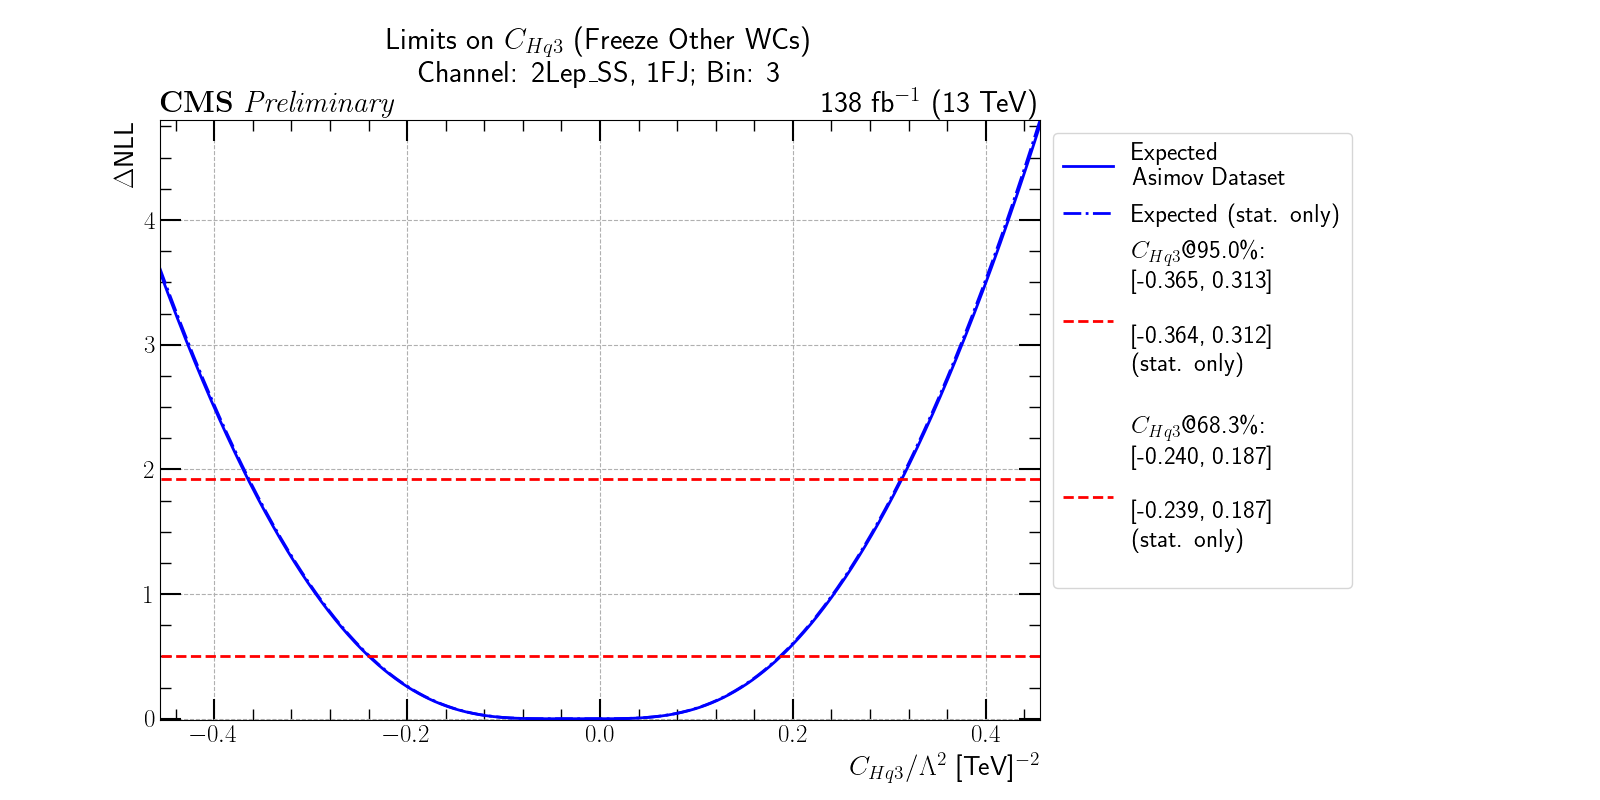 Limits on C_{Hq3} (Freeze Other WCs)
Channel: 2Lep_SS, 1FJ; Bin: 3
CMS Preliminary
138 fb⁻¹ (13 TeV)
ΔNLL
4
3
2
1
0
−0.4
−0.2
0.0
0.2
0.4
C_{Hq3}/Λ² [TeV]⁻²
Expected
Asimov Dataset
Expected (stat. only)
C_{Hq3}@95.0%:
[-0.365, 0.313]
[-0.364, 0.312]
(stat. only)
C_{Hq3}@68.3%:
[-0.240, 0.187]
[-0.239, 0.187]
(stat. only)